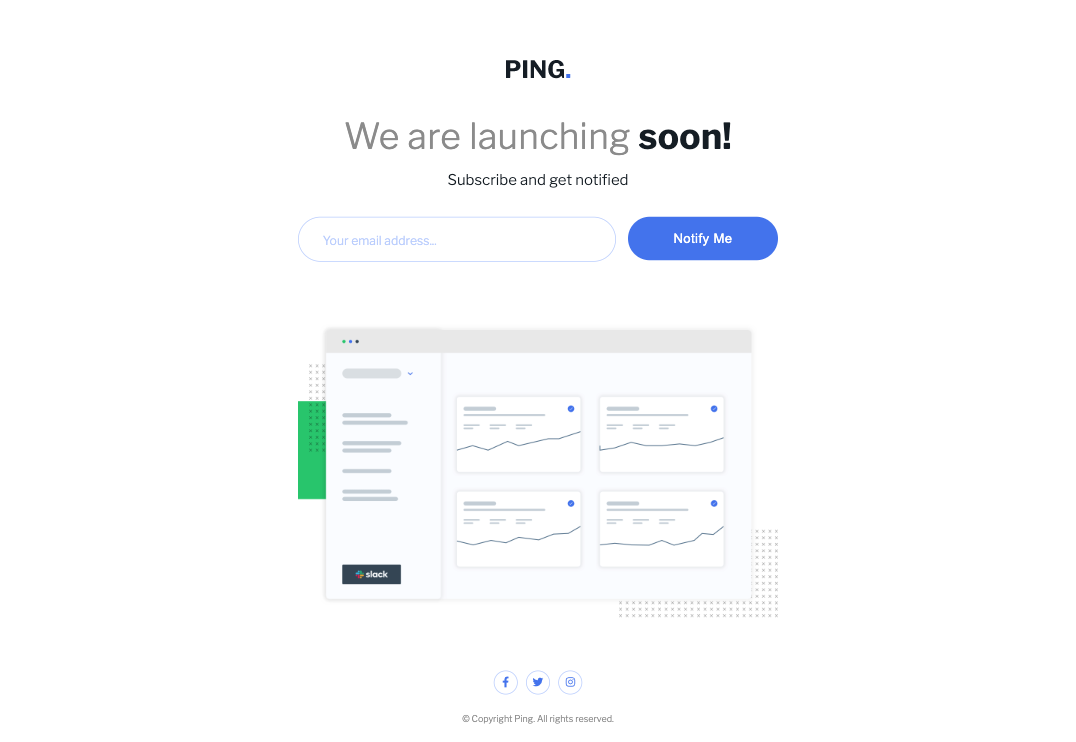 PING.
We are launching soon!
Subscribe and get notified
Your email address...
Notify Me
slack
© Copyright Ping. All rights reserved.